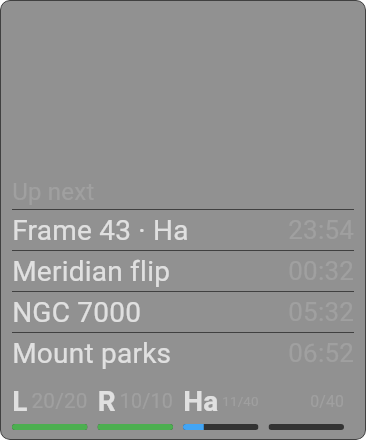 Up next
Frame 43 · Ha 23:54
Meridian flip 00:32
NGC 7000 05:32
Mount parks 06:52
L 20/20 R 10/10 Ha 11/40 0/40